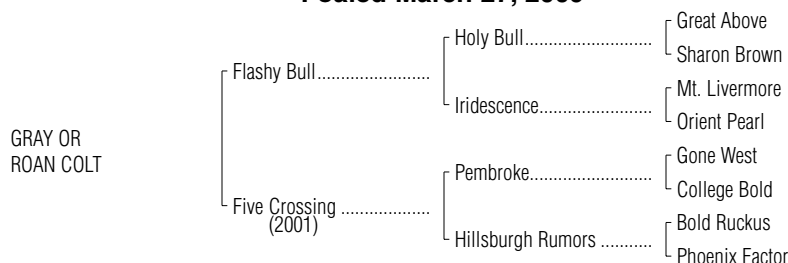 Foaled March 27, 2009
Great Above
Holy Bull
Sharon Brown
Flashy Bull
Mt. Livermore
Iridescence
Orient Pearl
GRAY OR
ROAN COLT
Gone West
Pembroke
College Bold
Five Crossing
(2001)
Bold Ruckus
Hillsburgh Rumors
Phoenix Factor